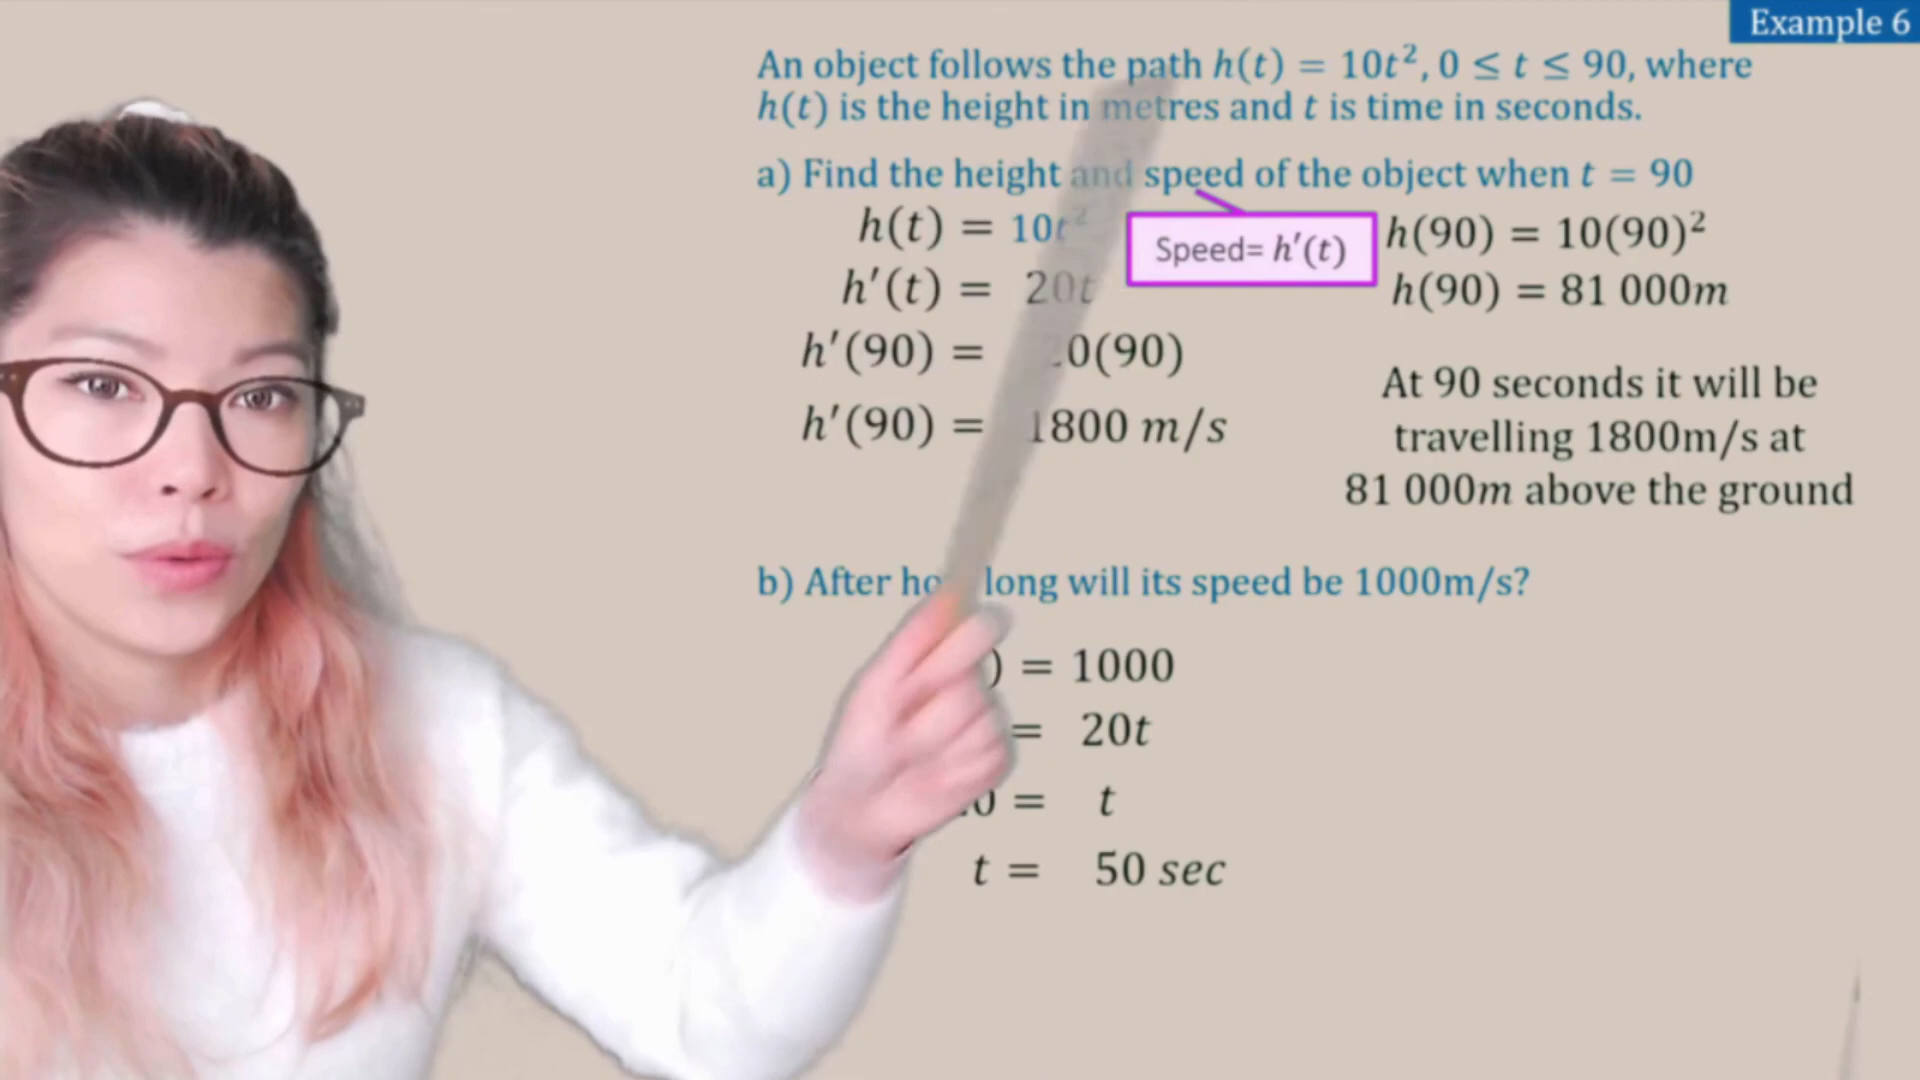 Example 6
An object follows the path h(t) = 10t², 0 ≤ t ≤ 90, where
h(t) is the height in metres and t is time in seconds.
a) Find the height and speed of the object when t = 90
h(t) = 10t²
Speed= h′(t)
h(90) = 10(90)²
h′(t) = 20t
h(90) = 81 000m
h′(90) = 0(90)
h′(90) = 1800 m/s
At 90 seconds it will be
travelling 1800m/s at
81 000m above the ground
b) After long will its speed be 1000m/s?
) = 1000
= 20t
0 = t
t = 50 sec